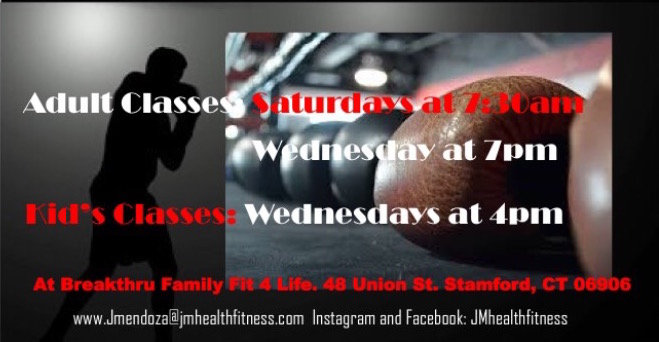 Adult Classes: Saturdays at 7:30am
Wednesday at 7pm
Kid's Classes: Wednesdays at 4pm
At Breakthru Family Fit 4 Life. 48 Union St. Stamford, CT 06906
www.Jmendoza@jmhealthfitness.com Instagram and Facebook: JMhealthfitness